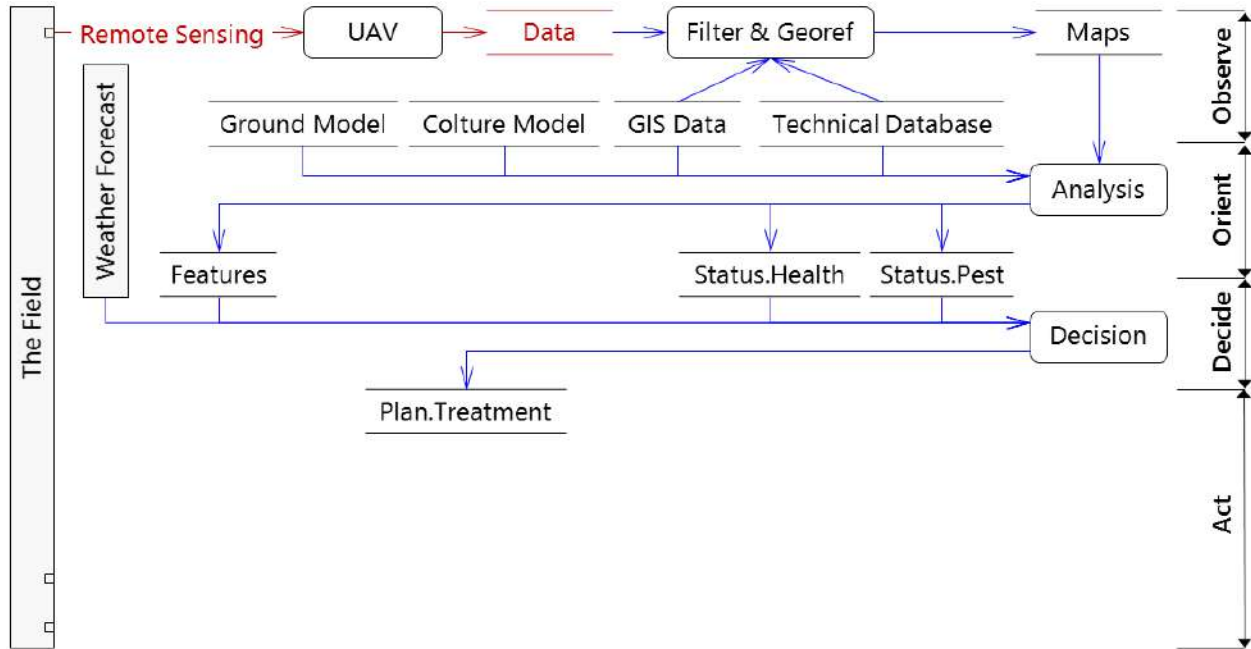 Remote Sensing
UAV
Data
Filter & Georef
Maps
Observe
Weather Forecast
Ground Model
Colture Model
GIS Data
Technical Database
Analysis
Orient
The Field
Features
Status.Health
Status.Pest
Decision
Decide
Plan.Treatment
Act